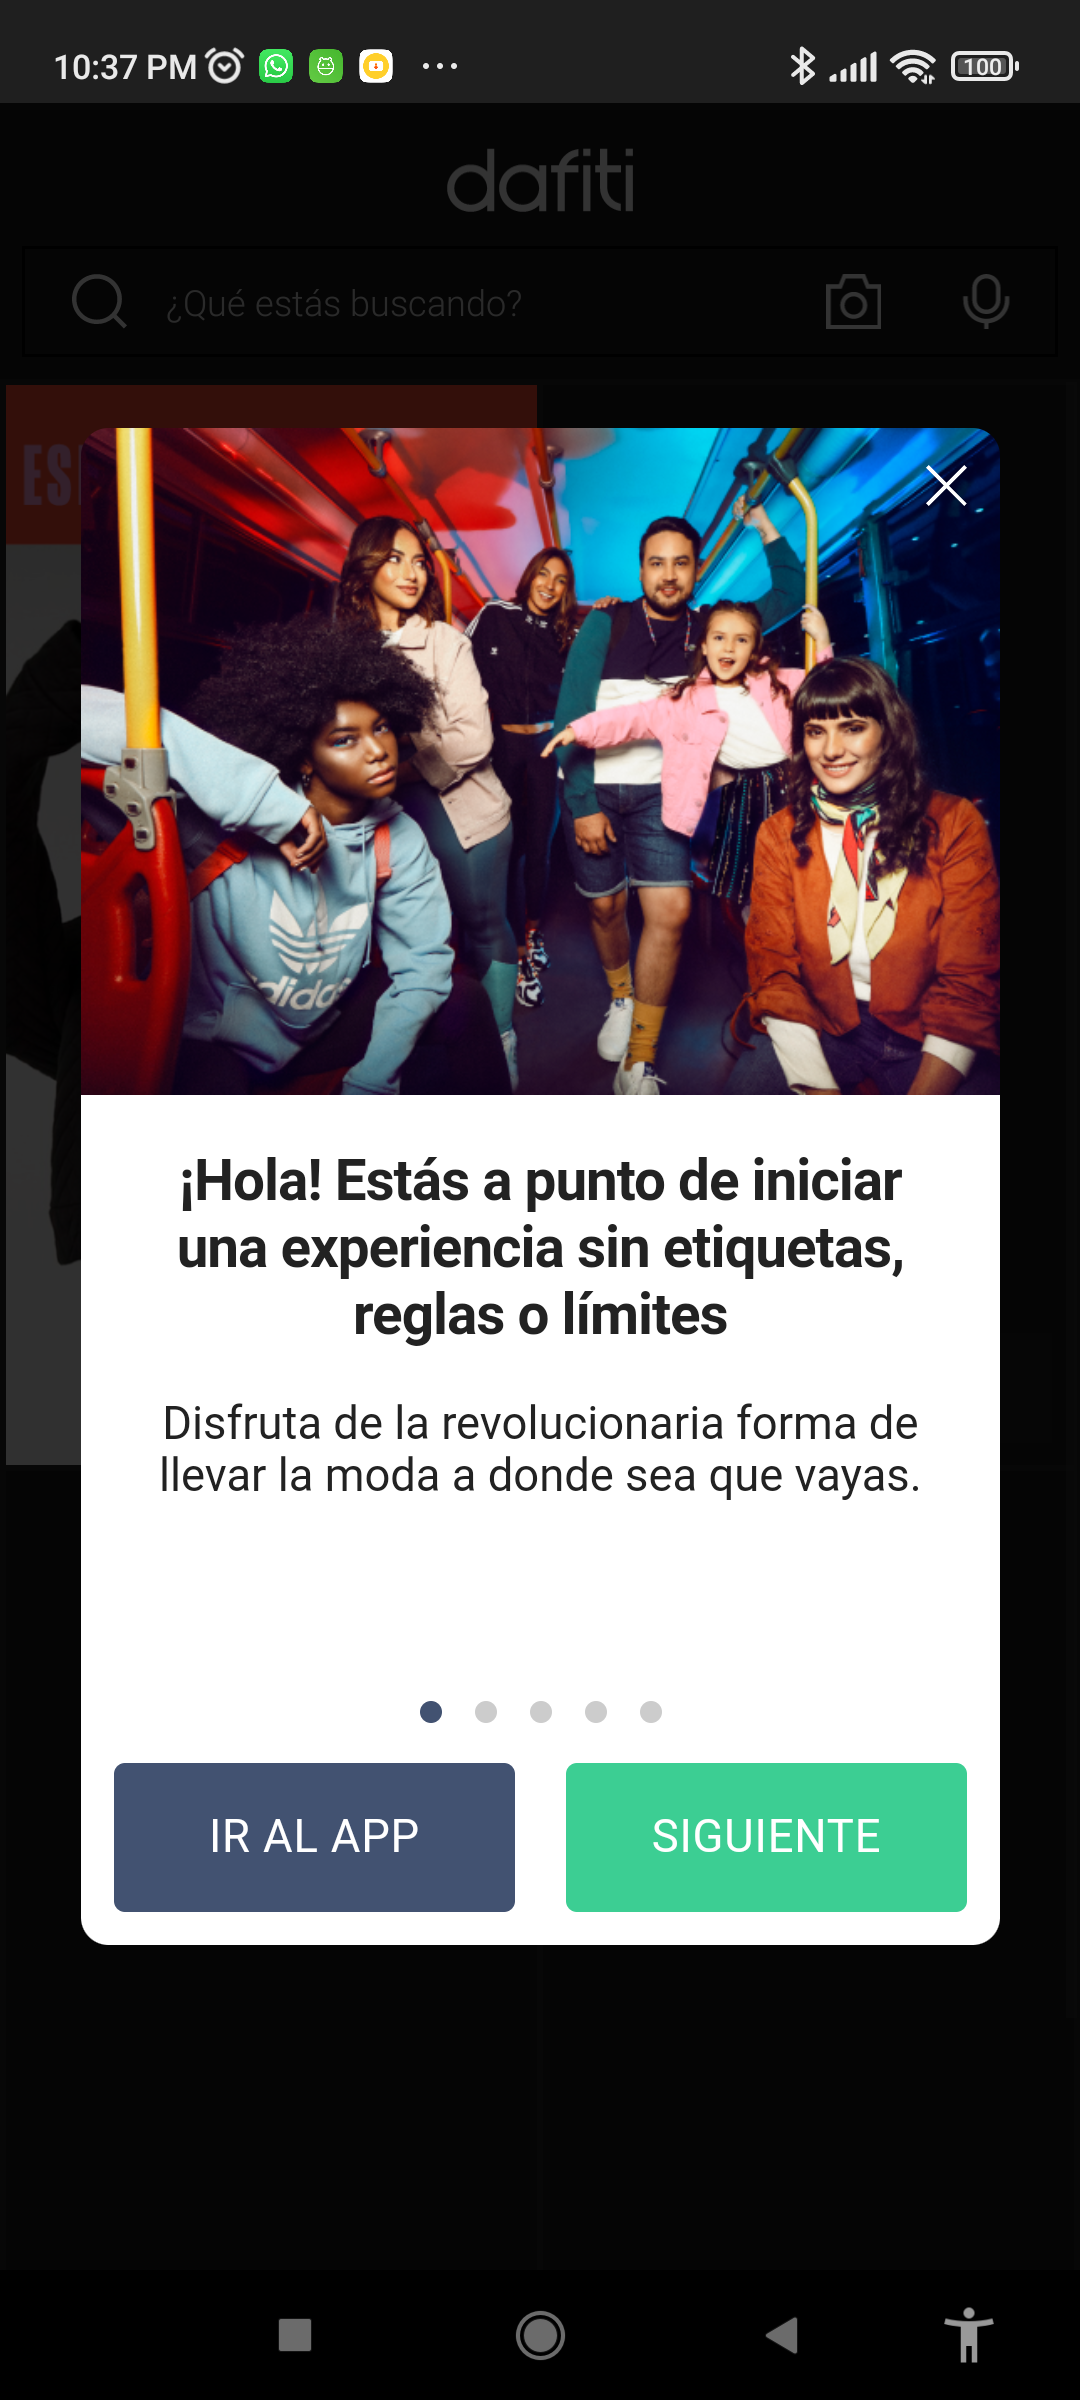 10:37 PM
100
dafiti
¿Qué estás buscando?
adidas
¡Hola! Estás a punto de iniciar
una experiencia sin etiquetas,
reglas o límites
Disfruta de la revolucionaria forma de
llevar la moda a donde sea que vayas.
IR AL APP
SIGUIENTE